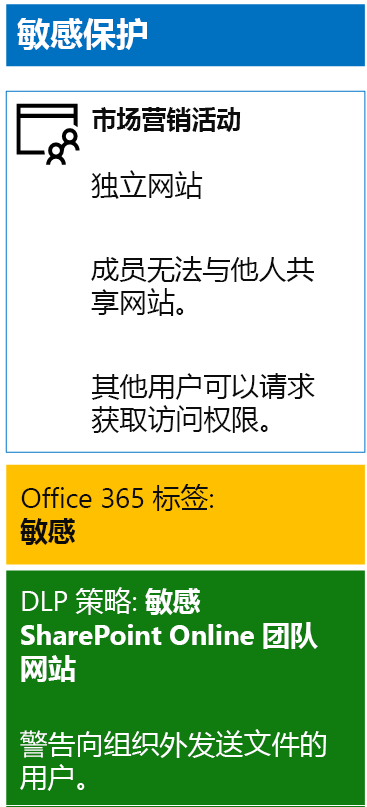 敏感保护
市场营销活动
独立网站
成员无法与他人共
享网站。
其他用户可以请求
获取访问权限。
Office 365 标签:
敏感
DLP 策略: 敏感
SharePoint Online 团队
网站
警告向组织外发送文件的
用户。